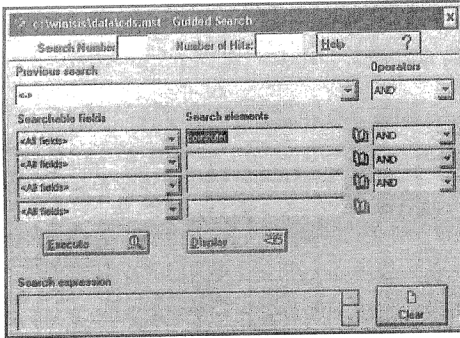 c:\winisis\data\cds.mst - Guided Search
Search Number Number of Hits: Help ?
Previous search Operators
<-> AND
Searchable fields Search elements
<All fields> AND
<All fields> AND
<All fields> AND
<All fields>
Execute Display
Search expression
Clear